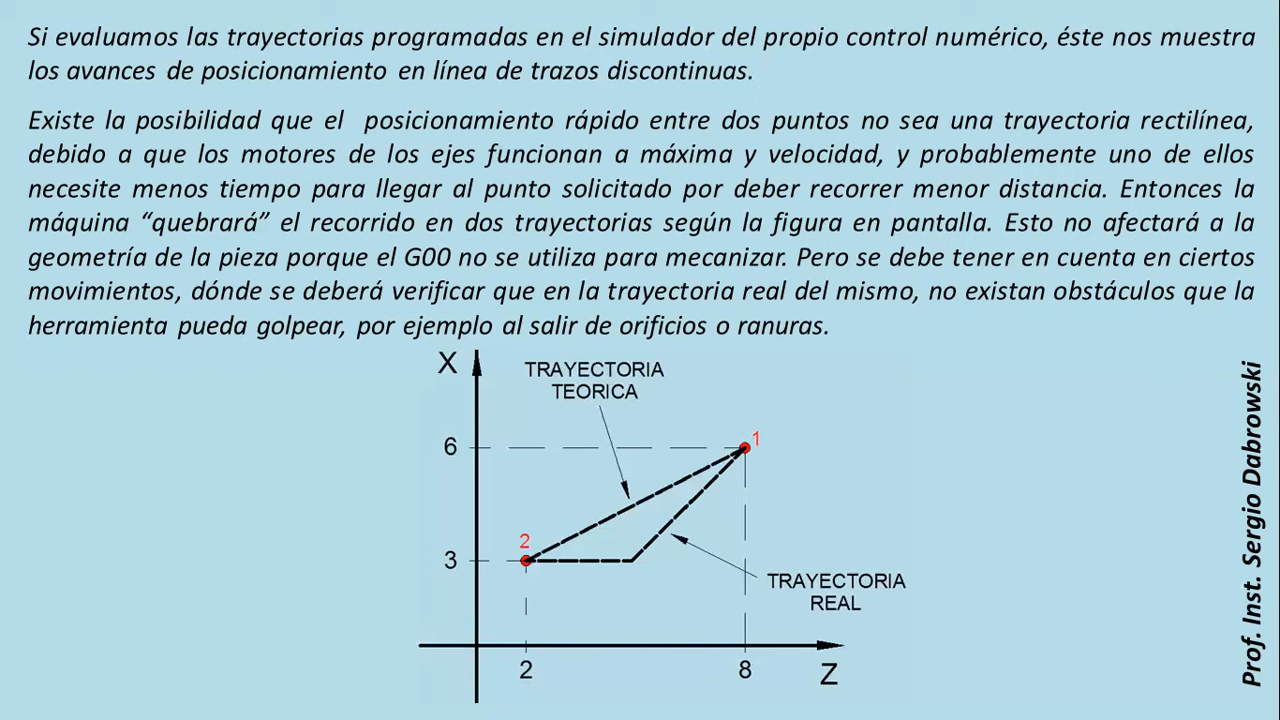 Si evaluamos las trayectorias programadas en el simulador del propio control numérico, éste nos muestra
los avances de posicionamiento en línea de trazos discontinuas.
Existe la posibilidad que el posicionamiento rápido entre dos puntos no sea una trayectoria rectilínea,
debido a que los motores de los ejes funcionan a máxima y velocidad, y probablemente uno de ellos
necesite menos tiempo para llegar al punto solicitado por deber recorrer menor distancia. Entonces la
máquina “quebrará” el recorrido en dos trayectorias según la figura en pantalla. Esto no afectará a la
geometría de la pieza porque el G00 no se utiliza para mecanizar. Pero se debe tener en cuenta en ciertos
movimientos, dónde se deberá verificar que en la trayectoria real del mismo, no existan obstáculos que la
herramienta pueda golpear, por ejemplo al salir de orificios o ranuras.
X
TRAYECTORIA
TEORICA
6
1
2
3
TRAYECTORIA
REAL
2
8
Z
Prof. Inst. Sergio Dabrowski